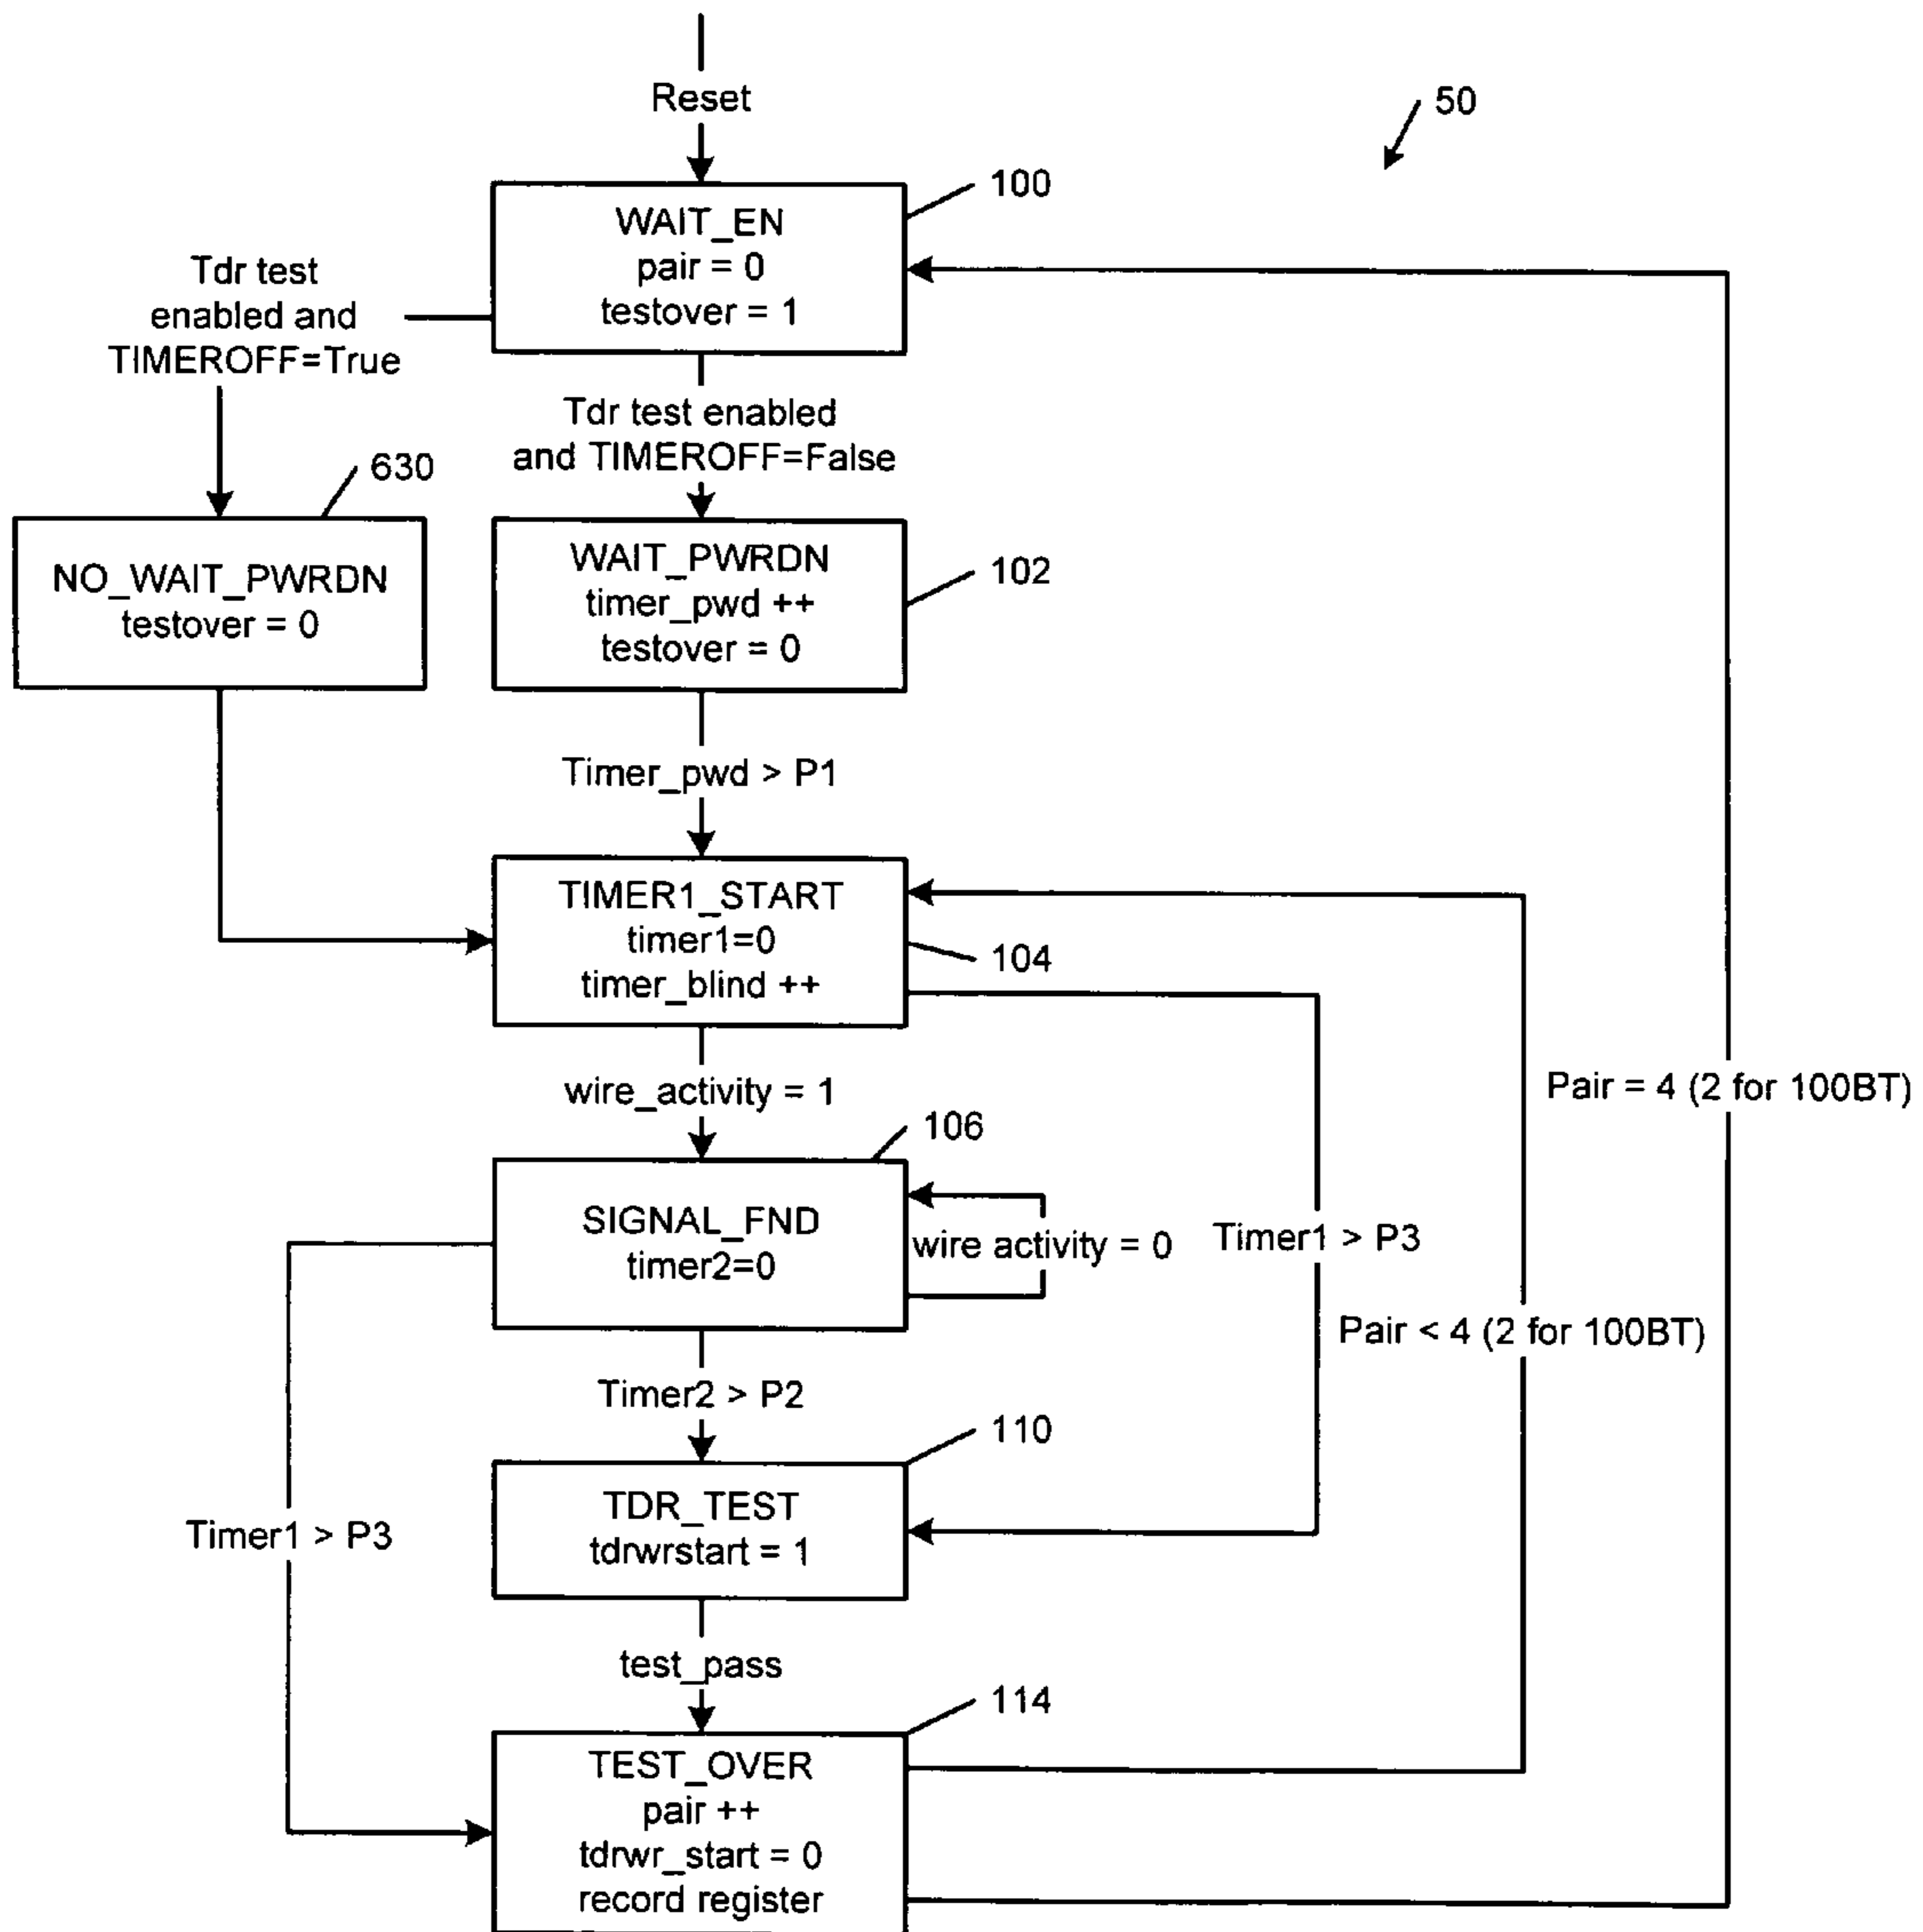 Reset
50
100
WAIT_EN
pair = 0
testover = 1
Tdr test
enabled and
TIMEROFF=True
Tdr test enabled
and TIMEROFF=False
630
NO_WAIT_PWRDN
testover = 0
102
WAIT_PWRDN
timer_pwd ++
testover = 0
Timer_pwd > P1
TIMER1_START
timer1=0
timer_blind ++
104
wire_activity = 1
Pair = 4 (2 for 100BT)
106
SIGNAL_FND
timer2=0
wire activity = 0
Timer1 > P3
Pair < 4 (2 for 100BT)
Timer2 > P2
110
TDR_TEST
tdrwrstart = 1
Timer1 > P3
test_pass
114
TEST_OVER
pair ++
tdrwr_start = 0
record register